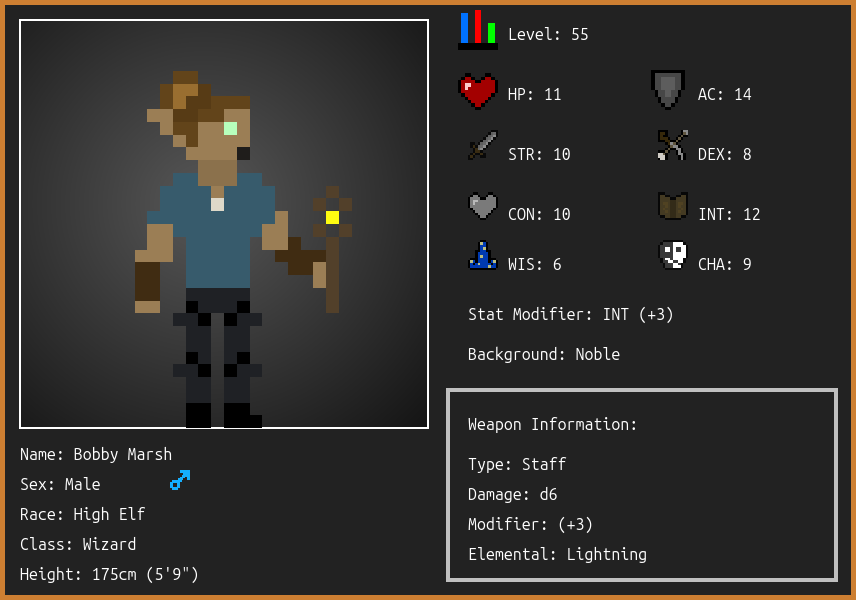 Level: 55
HP: 11
AC: 14
STR: 10
DEX: 8
CON: 10
INT: 12
WIS: 6
CHA: 9
Stat Modifier: INT (+3)
Background: Noble
Weapon Information:
Type: Staff
Damage: d6
Modifier: (+3)
Elemental: Lightning
Name: Bobby Marsh
Sex: Male
Race: High Elf
Class: Wizard
Height: 175cm (5'9")